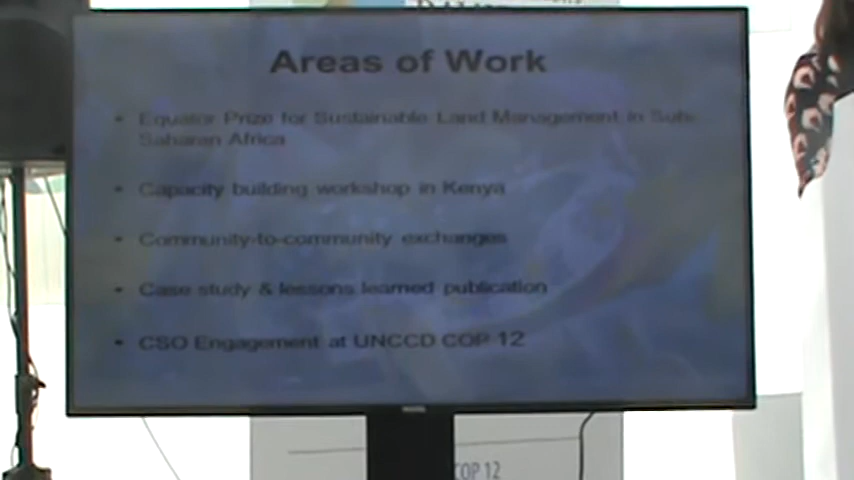 Areas of Work
• Equator Prize for Sustainable Land Management in Sub-
Saharan Africa
• Capacity building workshop in Kenya
• Community-to-community exchanges
• Case study & lessons learned publication
• CSO Engagement at UNCCD COP 12
COP 12